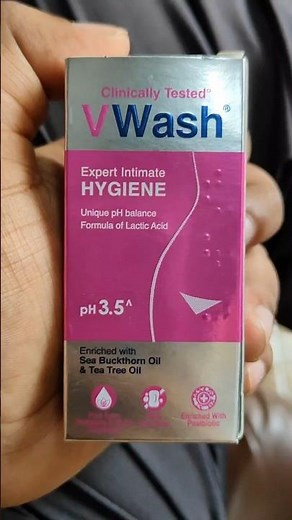 Clinically Tested®
VWash®
Expert Intimate
HYGIENE
Unique pH balance
Formula of Lactic Acid
pH 3.5^
Enriched with
Sea Buckthorn Oil
& Tea Tree Oil
Enriched With